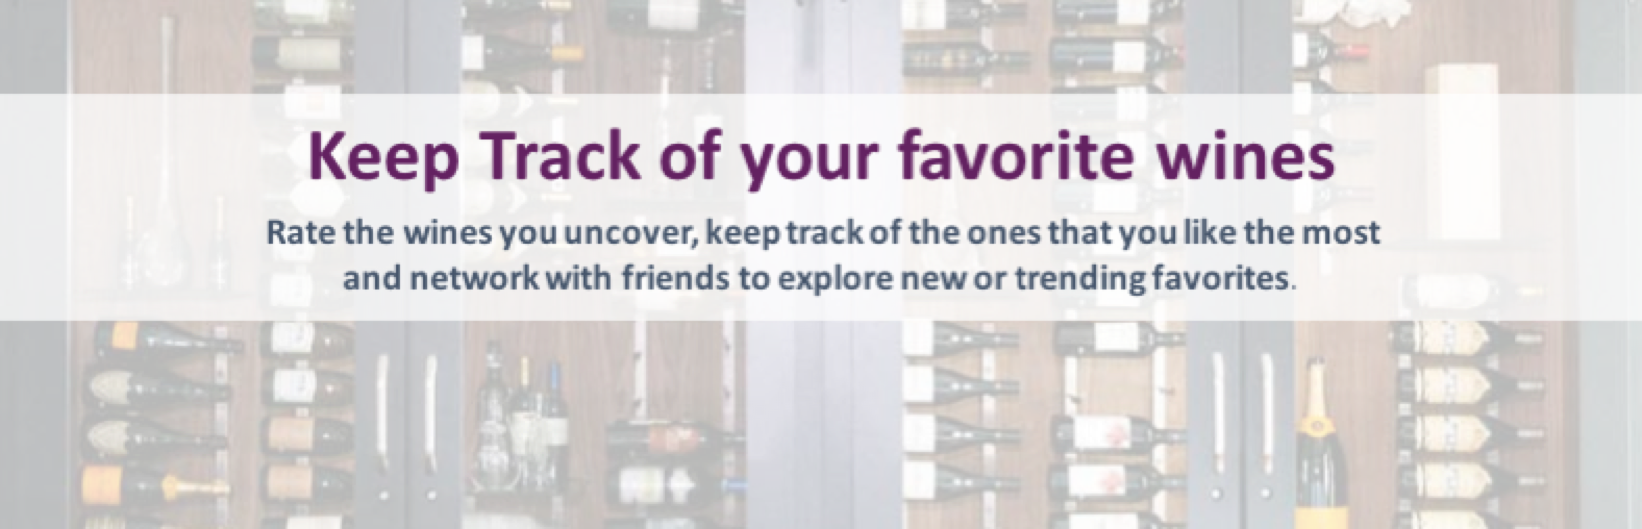 Keep Track of your favorite wines
Rate the wines you uncover, keep track of the ones that you like the most
and network with friends to explore new or trending favorites.